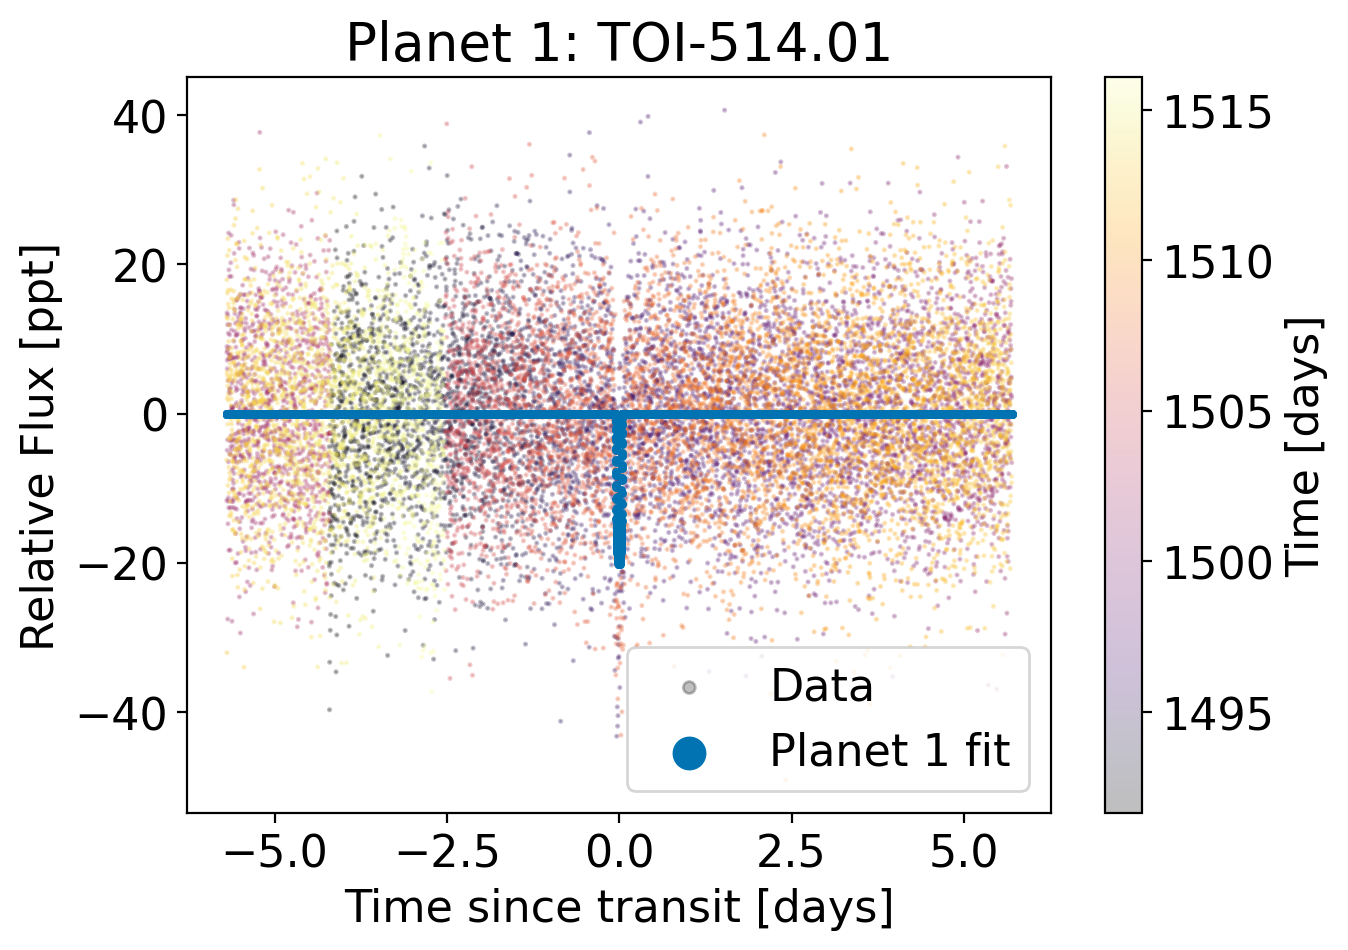 Planet 1: TOI-514.01
40
20
0
−20
−40
Relative Flux [ppt]
−5.0
−2.5
0.0
2.5
5.0
Time since transit [days]
Data
Planet 1 fit
1515
1510
1505
1500
1495
Time [days]